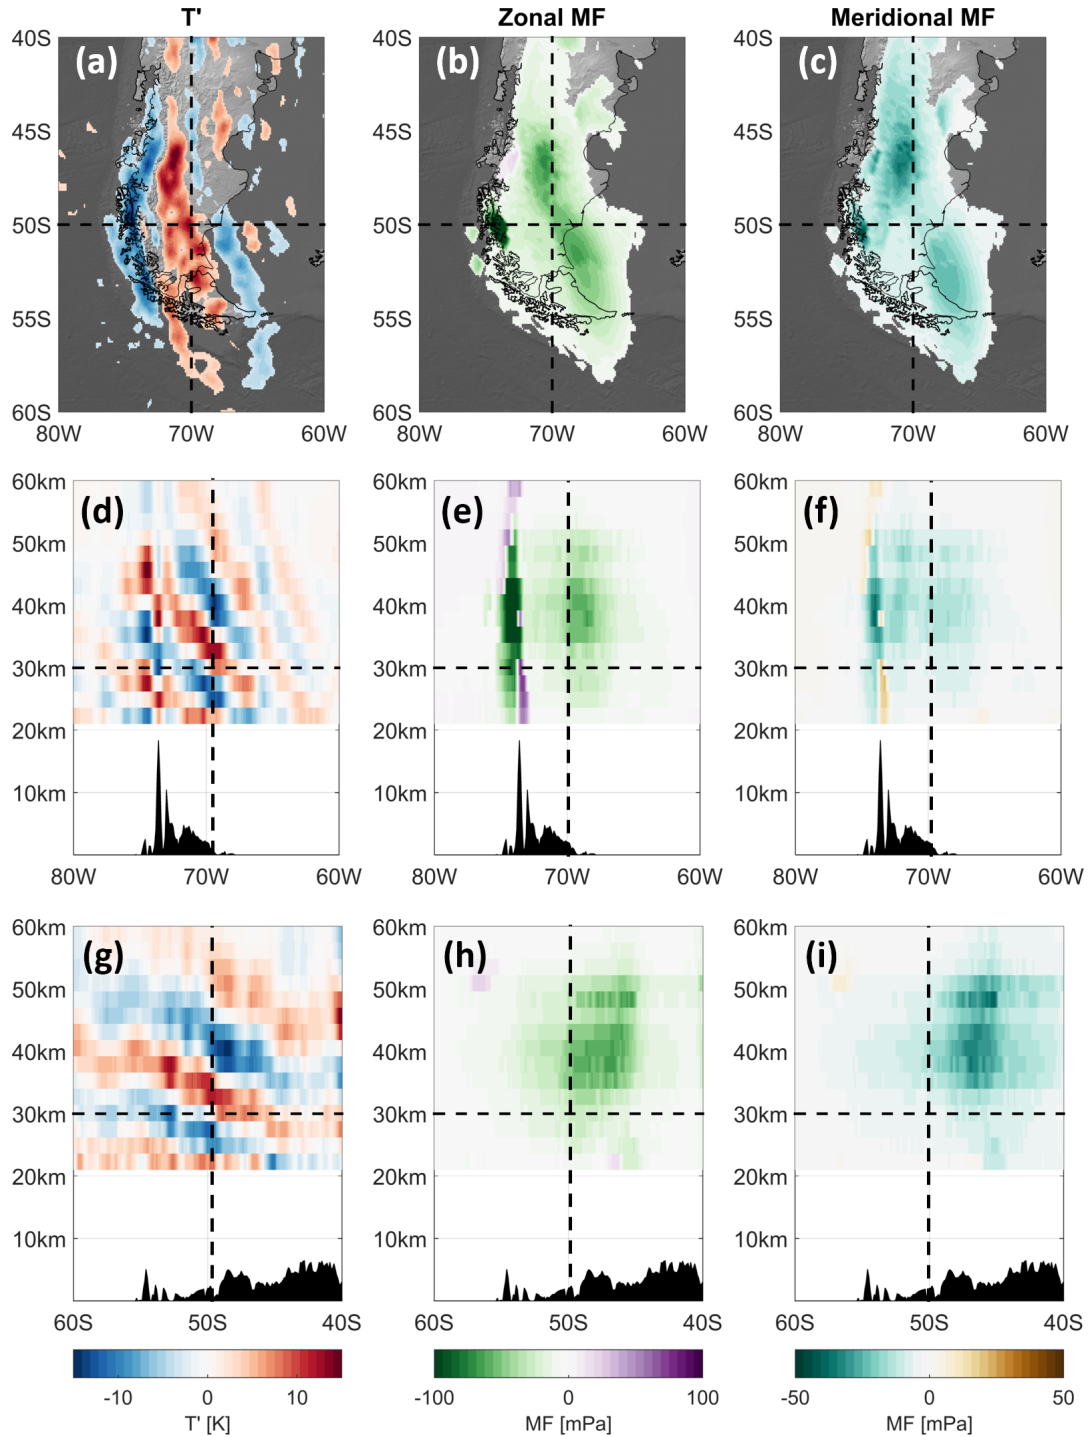 T' Zonal MF Meridional MF
40S (a) 40S (b) 40S (c)
45S 45S 45S
50S 50S 50S
55S 55S 55S
60S 60S 60S
80W 70W 60W 80W 70W 60W 80W 70W 60W
60km (d) 60km (e) 60km (f)
50km 50km 50km
40km 40km 40km
30km 30km 30km
20km 20km 20km
10km 10km 10km
80W 70W 60W 80W 70W 60W 80W 70W 60W
60km (g) 60km (h) 60km (i)
50km 50km 50km
40km 40km 40km
30km 30km 30km
20km 20km 20km
10km 10km 10km
60S 50S 40S 60S 50S 40S 60S 50S 40S
-10 0 10 -100 0 100 -50 0 50
T' [K] MF [mPa] MF [mPa]